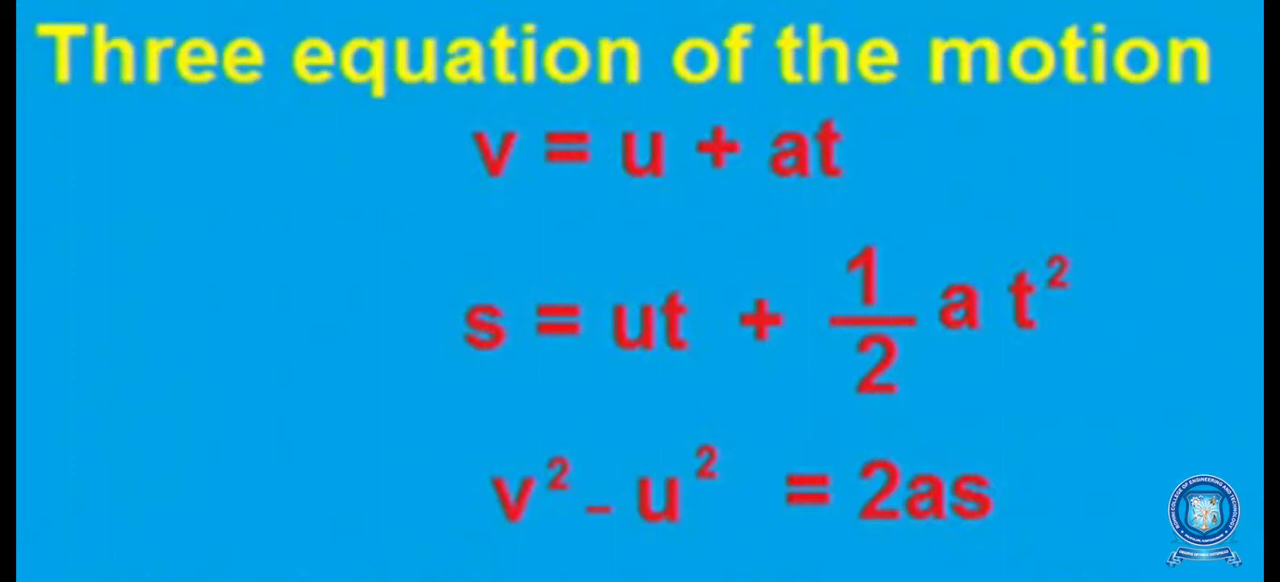 Three equation of the motion
v = u + at
s = ut + 1/2 a t²
v² - u² = 2as